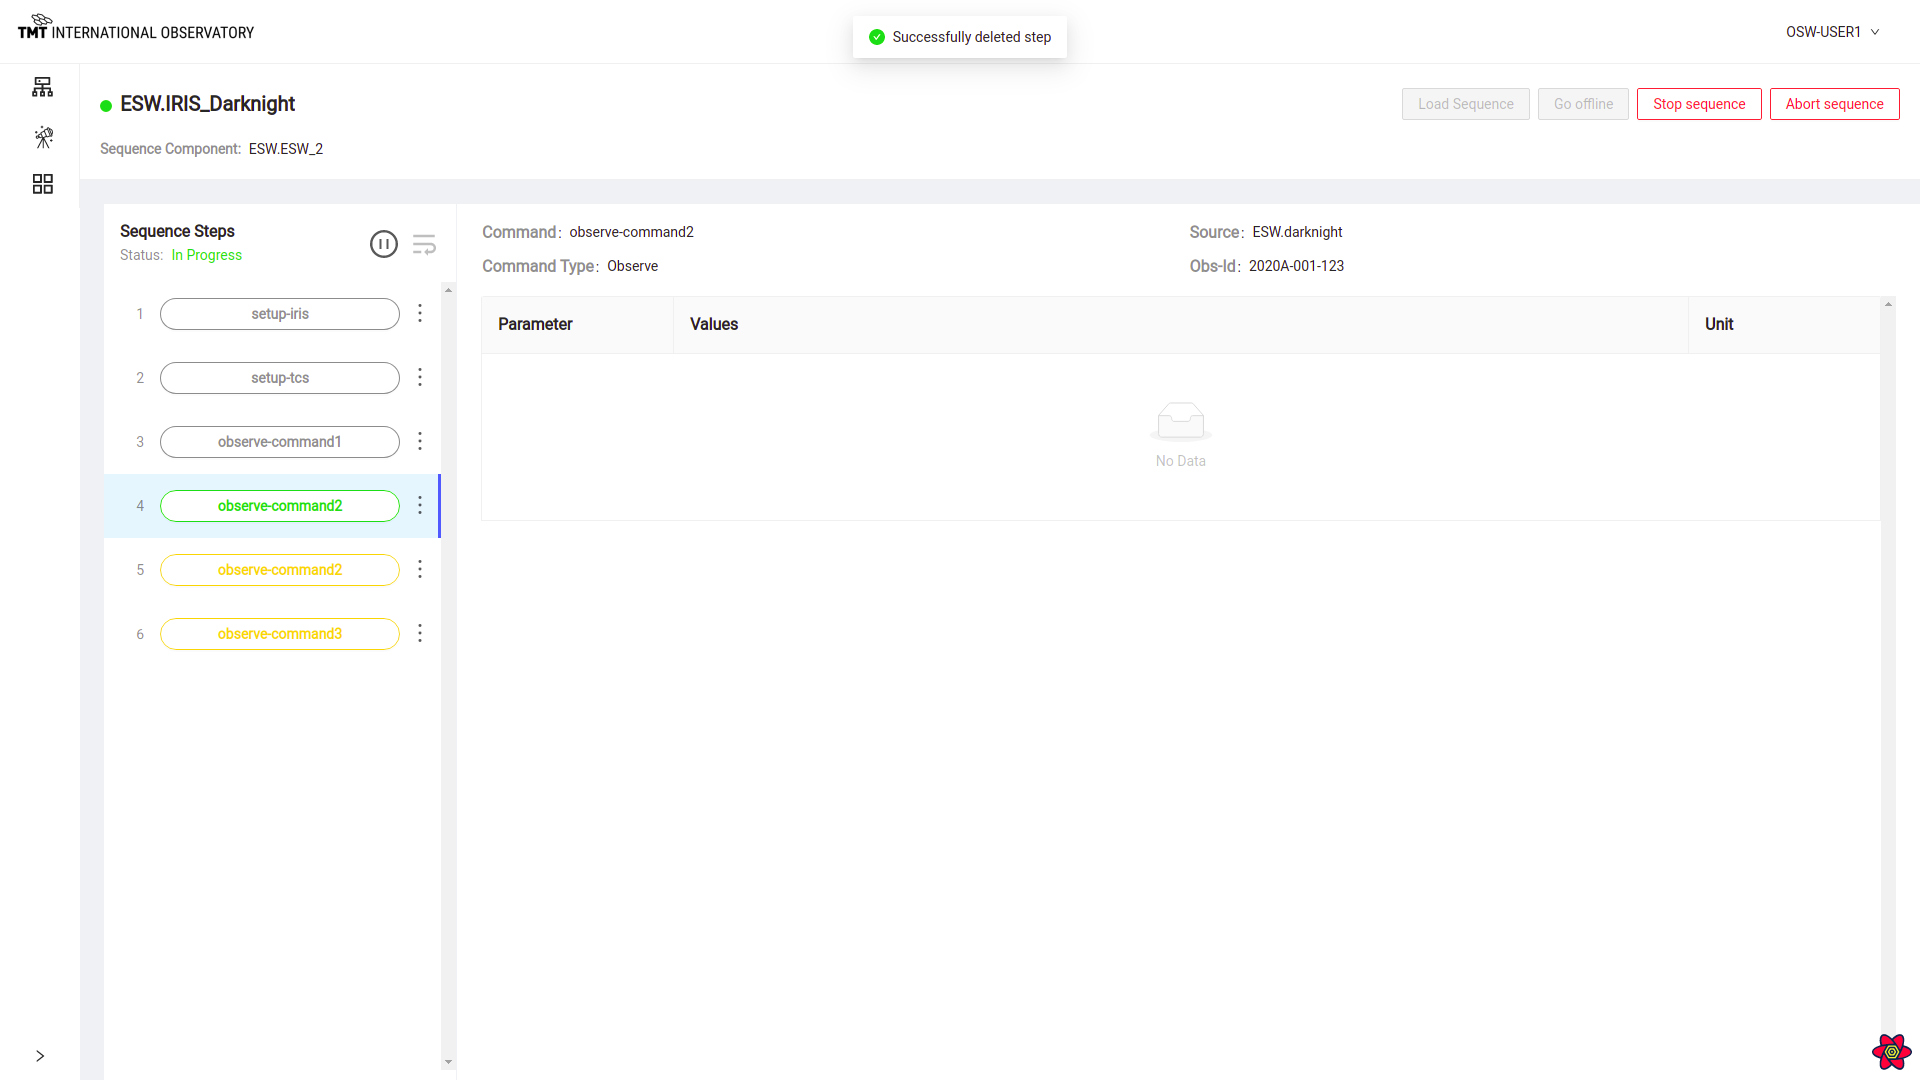 TMT INTERNATIONAL OBSERVATORY
Successfully deleted step
OSW-USER1
ESW.IRIS_Darknight
Load Sequence
Go offline
Stop sequence
Abort sequence
Sequence Component: ESW.ESW_2
Sequence Steps
Status: In Progress
1 setup-iris
2 setup-tcs
3 observe-command1
4 observe-command2
5 observe-command2
6 observe-command3
Command: observe-command2
Source: ESW.darknight
Command Type: Observe
Obs-Id: 2020A-001-123
Parameter Values Unit
No Data